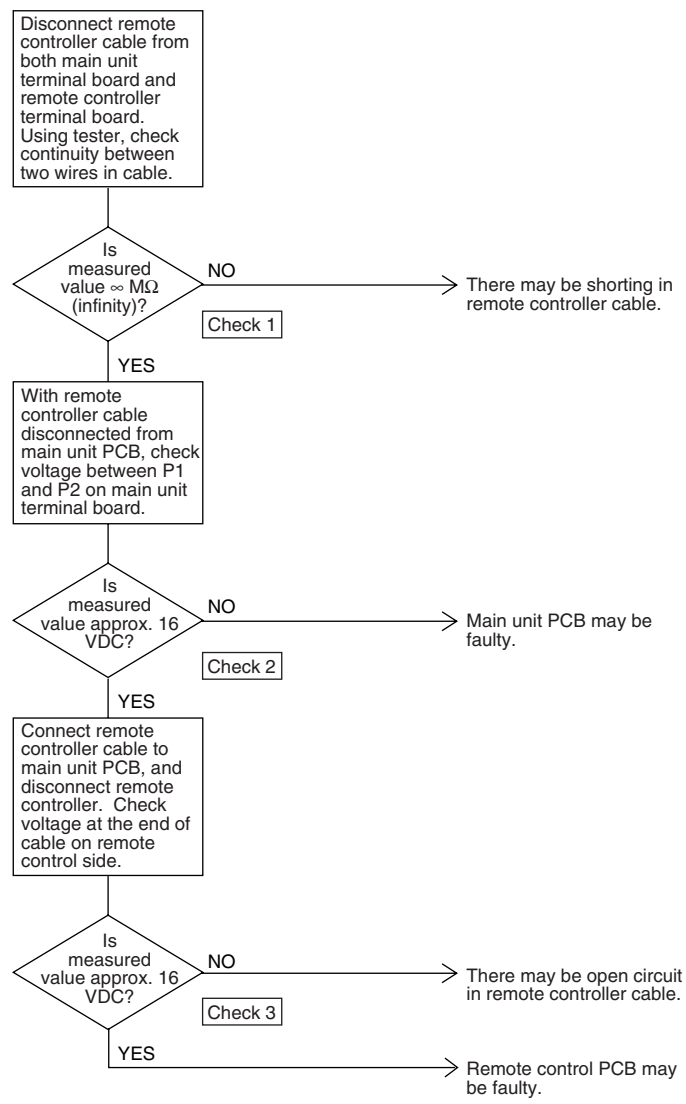 Disconnect remote
controller cable from
both main unit
terminal board and
remote controller
terminal board.
Using tester, check
continuity between
two wires in cable.
Is
measured
value ∞ MΩ
(infinity)?
NO
There may be shorting in
remote controller cable.
Check 1
YES
With remote
controller cable
disconnected from
main unit PCB, check
voltage between P1
and P2 on main unit
terminal board.
Is
measured
value approx. 16
VDC?
NO
Main unit PCB may be
faulty.
Check 2
YES
Connect remote
controller cable to
main unit PCB, and
disconnect remote
controller. Check
voltage at the end of
cable on remote
control side.
Is
measured
value approx. 16
VDC?
NO
There may be open circuit
in remote controller cable.
Check 3
YES
Remote control PCB may
be faulty.